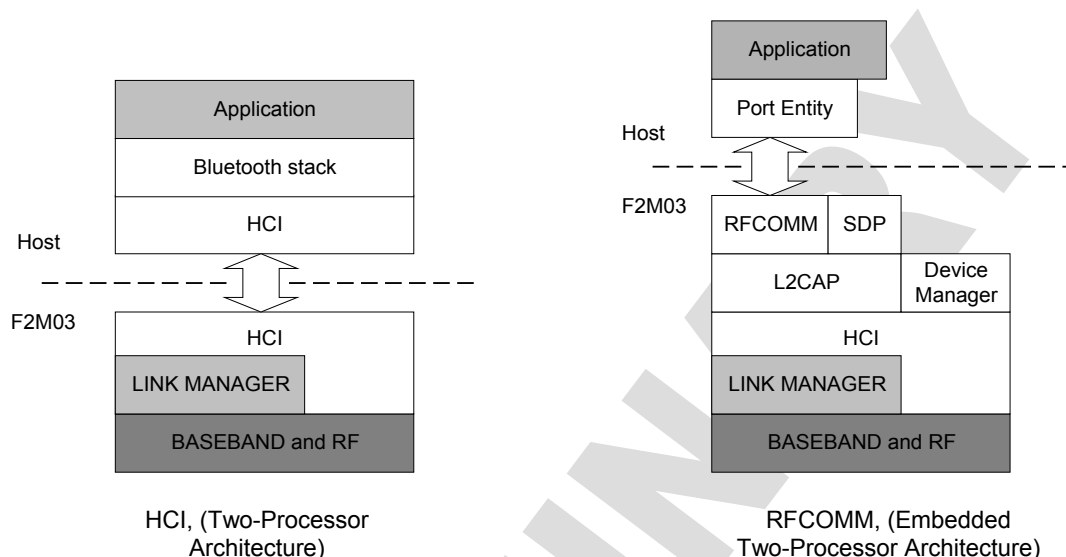 Application
Bluetooth stack
HCI
Host
F2M03
HCI
LINK MANAGER
BASEBAND and RF
HCI, (Two-Processor
Architecture)
Application
Port Entity
Host
F2M03
RFCOMM
SDP
L2CAP
Device
Manager
HCI
LINK MANAGER
BASEBAND and RF
RFCOMM, (Embedded
Two-Processor Architecture)